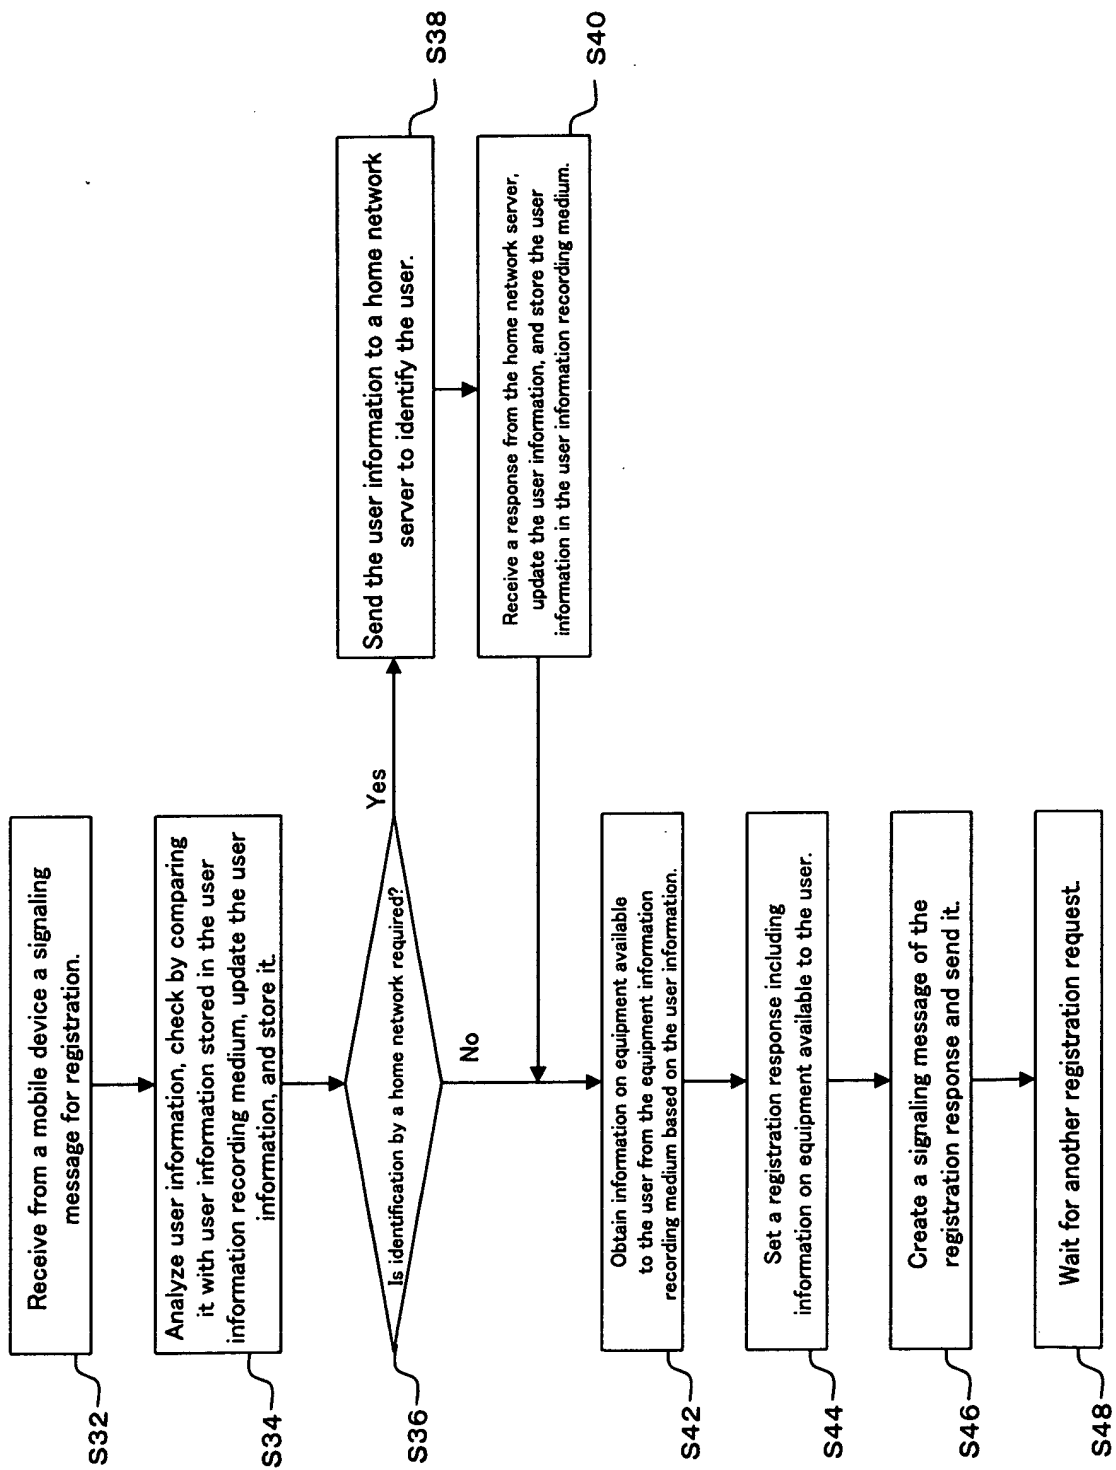 S32
Receive from a mobile device a signaling
message for registration.
S34
Analyze user information, check by comparing
it with user information stored in the user
information recording medium, update the user
information, and store it.
S36
Is identification by a home network required?
Yes
No
S38
Send the user information to a home network
server to identify the user.
S40
Receive a response from the home network server,
update the user information, and store the user
information in the user information recording medium.
S42
Obtain information on equipment available
to the user from the equipment information
recording medium based on the user information.
S44
Set a registration response including
information on equipment available to the user.
S46
Create a signaling message of the
registration response and send it.
S48
Wait for another registration request.